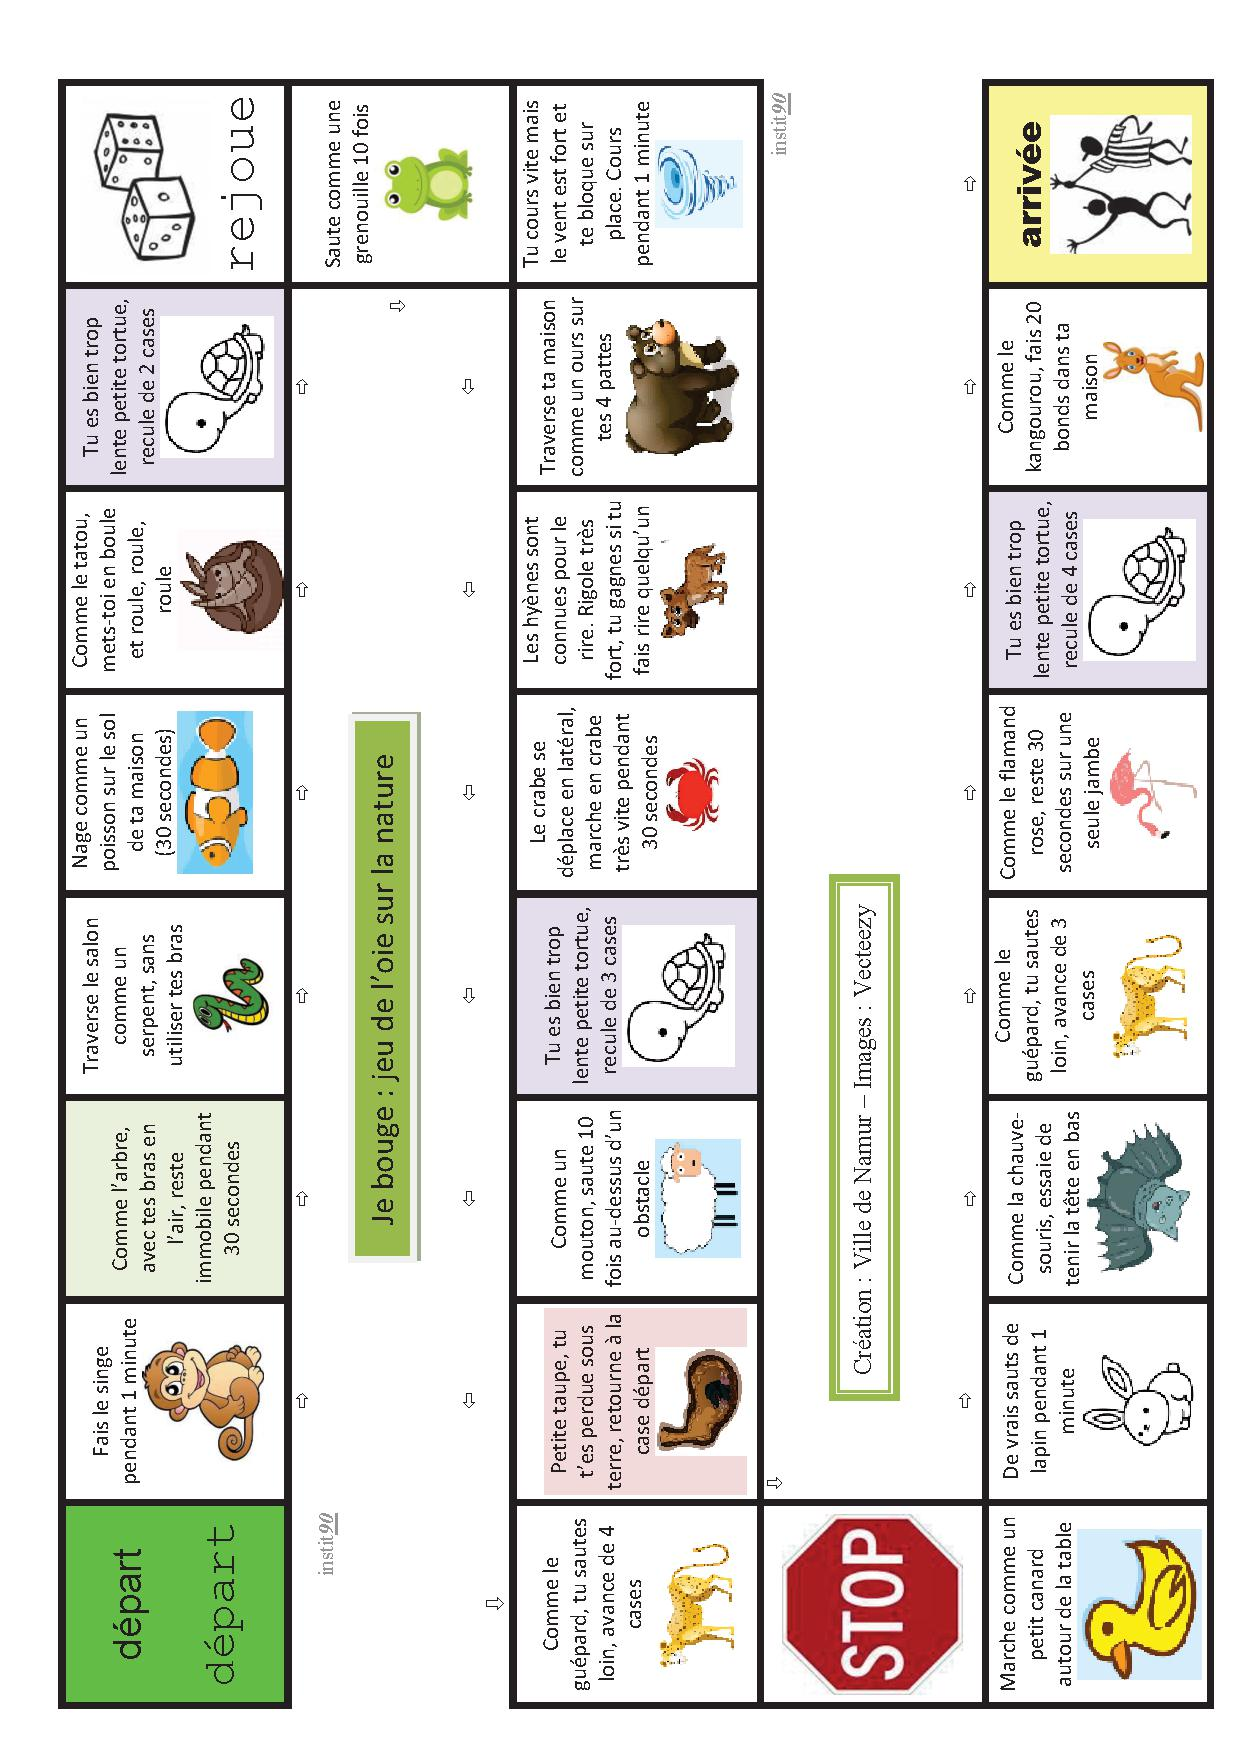 départ
départ
Fais le singe
pendant 1 minute
Comme l'arbre,
avec tes bras en
l'air, reste
immobile pendant
30 secondes
Traverse le salon
comme un
serpent, sans
utiliser tes bras
Nage comme un
poisson sur le sol
de ta maison
(30 secondes)
Comme le tatou,
mets-toi en boule
et roule, roule,
roule
Tu es bien trop
lente petite tortue,
recule de 2 cases
rejoue
instit90
Je bouge : jeu de l'oie sur la nature
Saute comme une
grenouille 10 fois
Tu cours vite mais
le vent est fort et
te bloque sur
place. Cours
pendant 1 minute
Traverse ta maison
comme un ours sur
tes 4 pattes
Les hyènes sont
connues pour le
rire. Rigole très
fort, tu gagnes si tu
fais rire quelqu'un
Le crabe se
déplace en latéral,
marche en crabe
très vite pendant
30 secondes
Tu es bien trop
lente petite tortue,
recule de 3 cases
Comme un
mouton, saute 10
fois au-dessus d'un
obstacle
Petite taupe, tu
t'es perdue sous
terre, retourne à la
case départ
Comme le
guépard, tu sautes
loin, avance de 4
cases
STOP
Création : Ville de Namur – Images : Vecteezy
instit90
Marche comme un
petit canard
autour de la table
De vrais sauts de
lapin pendant 1
minute
Comme la chauve-
souris, essaie de
tenir la tête en bas
Comme le
guépard, tu sautes
loin, avance de 3
cases
Comme le flamand
rose, reste 30
secondes sur une
seule jambe
Tu es bien trop
lente petite tortue,
recule de 4 cases
Comme le
kangourou, fais 20
bonds dans ta
maison
arrivée